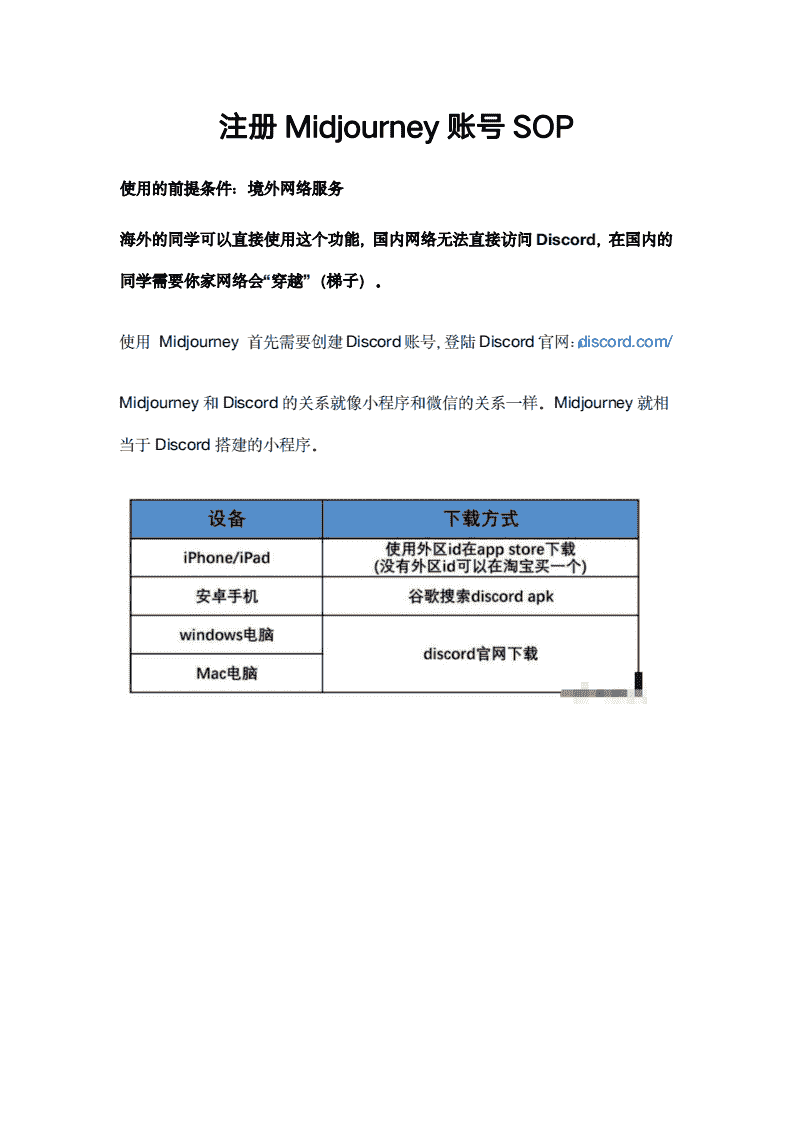 注册 Midjourney 账号 SOP
使用的前提条件：境外网络服务
海外的同学可以直接使用这个功能，国内网络无法直接访问 Discord，在国内的
同学需要你家网络会“穿越”（梯子）。
使用 Midjourney 首先需要创建 Discord 账号，登陆 Discord 官网：discord.com/
Midjourney 和 Discord 的关系就像小程序和微信的关系一样。Midjourney 就相
当于 Discord 搭建的小程序。
设备 下载方式
iPhone/iPad 使用外区id在app store下载
(没有外区id可以在淘宝买一个)
安卓手机 谷歌搜索discord apk
windows电脑
discord官网下载
Mac电脑